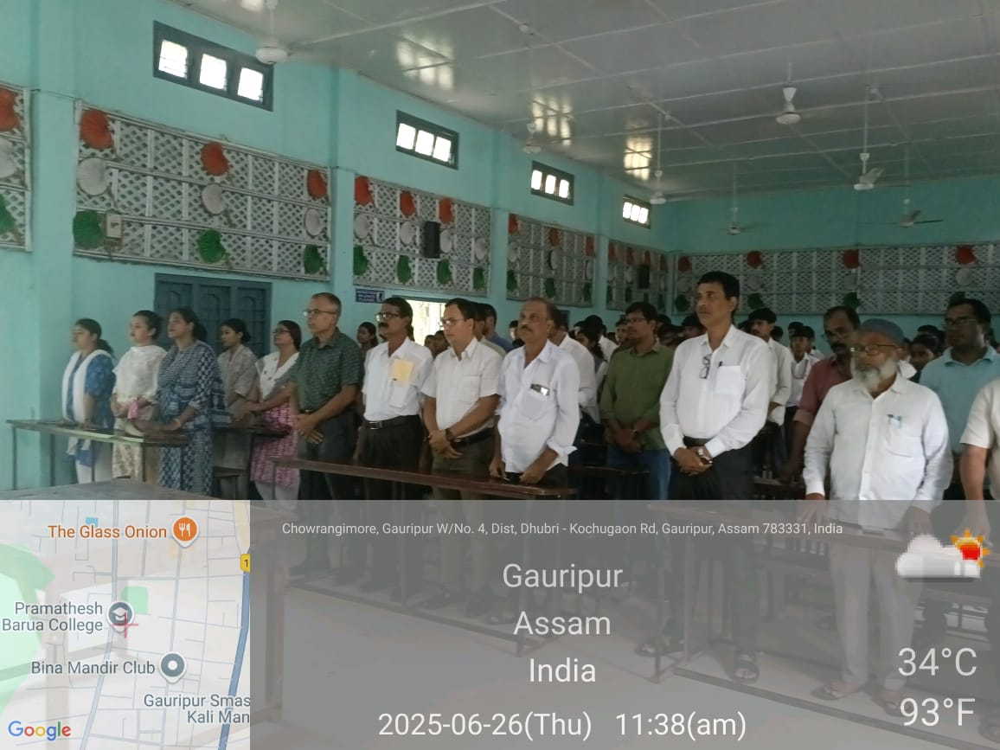 The Glass Onion
1
Pramathesh
Barua College
Bina Mandir Club
Gauripur Smas
Kali Man
Google
Chowrangimore, Gauripur W/No. 4, Dist, Dhubri - Kochugaon Rd, Gauripur, Assam 783331, India
Gauripur
Assam
India
2025-06-26(Thu) 11:38(am)
34°C
93°F